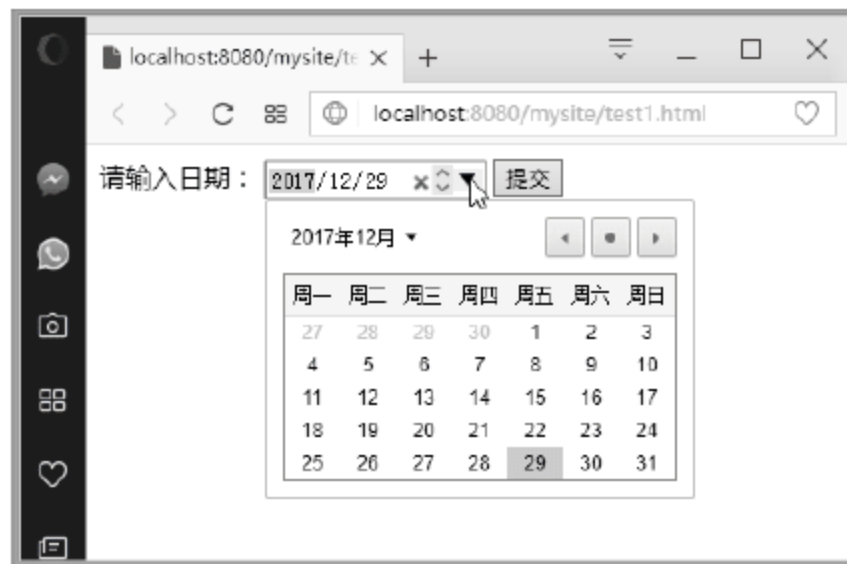 localhost:8080/mysite/te
localhost:8080/mysite/test1.html
请输入日期： 2017/12/29 提交
2017年12月
周一 周二 周三 周四 周五 周六 周日
27 28 29 30 1 2 3
4 5 6 7 8 9 10
11 12 13 14 15 16 17
18 19 20 21 22 23 24
25 26 27 28 29 30 31